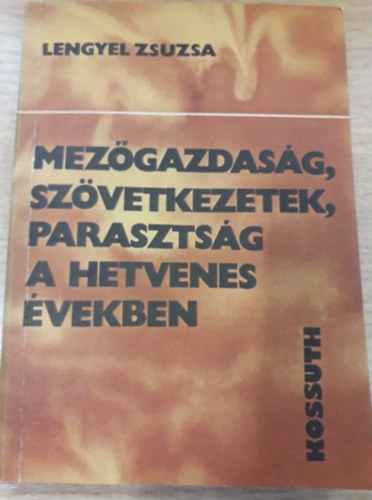 LENGYEL ZSUZSA
MEZŐGAZDASÁG,
SZÖVETKEZETEK,
PARASZTSÁG
A HETVENES
ÉVEKBEN
KOSSUTH